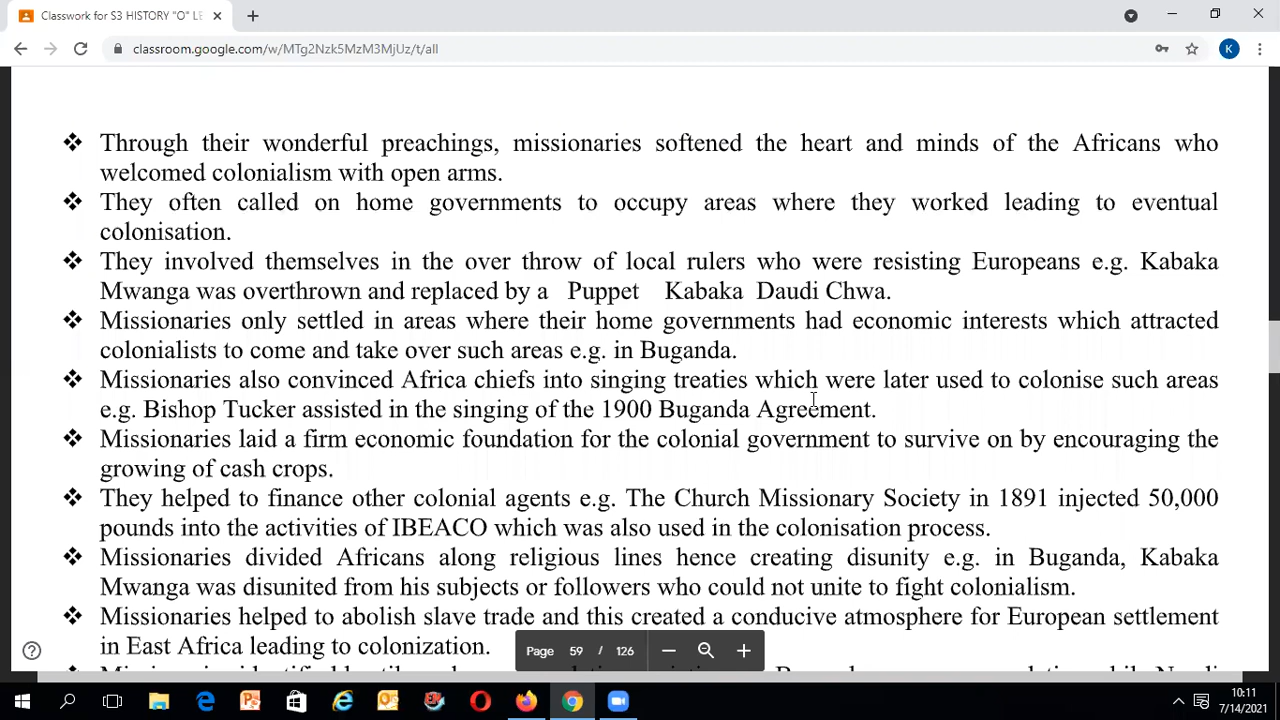 Classwork for S3 HISTORY "O" LE
classroom.google.com/w/MTg2Nzk5MzM3MjUz/t/all
K
❖ Through their wonderful preachings, missionaries softened the heart and minds of the Africans who
welcomed colonialism with open arms.
❖ They often called on home governments to occupy areas where they worked leading to eventual
colonisation.
❖ They involved themselves in the over throw of local rulers who were resisting Europeans e.g. Kabaka
Mwanga was overthrown and replaced by a Puppet Kabaka Daudi Chwa.
❖ Missionaries only settled in areas where their home governments had economic interests which attracted
colonialists to come and take over such areas e.g. in Buganda.
❖ Missionaries also convinced Africa chiefs into singing treaties which were later used to colonise such areas
e.g. Bishop Tucker assisted in the singing of the 1900 Buganda Agreement.
❖ Missionaries laid a firm economic foundation for the colonial government to survive on by encouraging the
growing of cash crops.
❖ They helped to finance other colonial agents e.g. The Church Missionary Society in 1891 injected 50,000
pounds into the activities of IBEACO which was also used in the colonisation process.
❖ Missionaries divided Africans along religious lines hence creating disunity e.g. in Buganda, Kabaka
Mwanga was disunited from his subjects or followers who could not unite to fight colonialism.
❖ Missionaries helped to abolish slave trade and this created a conducive atmosphere for European settlement
in East Africa leading to colonization.
Page 59 / 126
10:11
7/14/2021